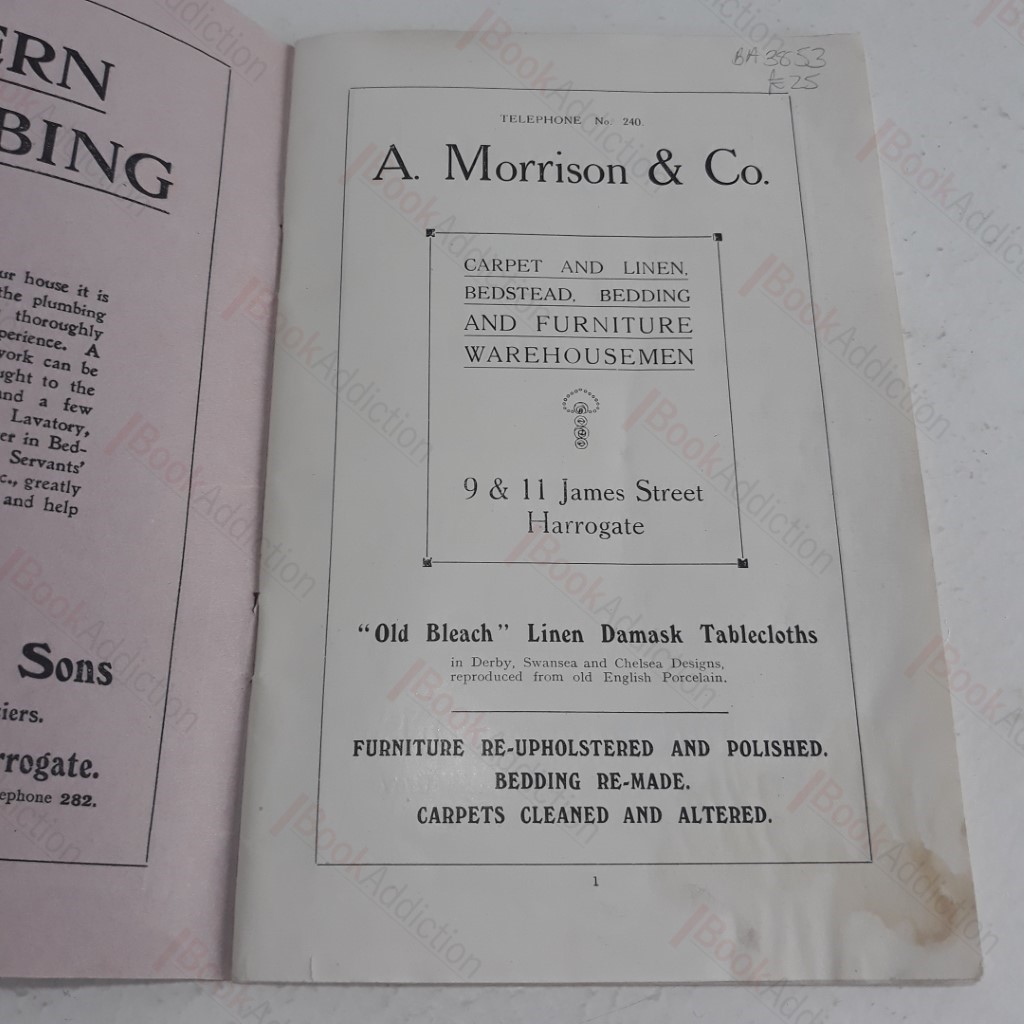 ERN
BING
ur house it is
the plumbing
thoroughly
perience. A
work can be
ught to the
and a few
Lavatory,
er in Bed-
Servants'
c., greatly
and help
Sons
iers.
rrogate.
ephone 282.
BA3853
£25
TELEPHONE No. 240.
A. Morrison & Co.
CARPET AND LINEN,
BEDSTEAD, BEDDING
AND FURNITURE
WAREHOUSEMEN
9 & 11 James Street
Harrogate
"Old Bleach" Linen Damask Tablecloths
in Derby, Swansea and Chelsea Designs,
reproduced from old English Porcelain.
FURNITURE RE-UPHOLSTERED AND POLISHED.
BEDDING RE-MADE.
CARPETS CLEANED AND ALTERED.
1
BookAddiction